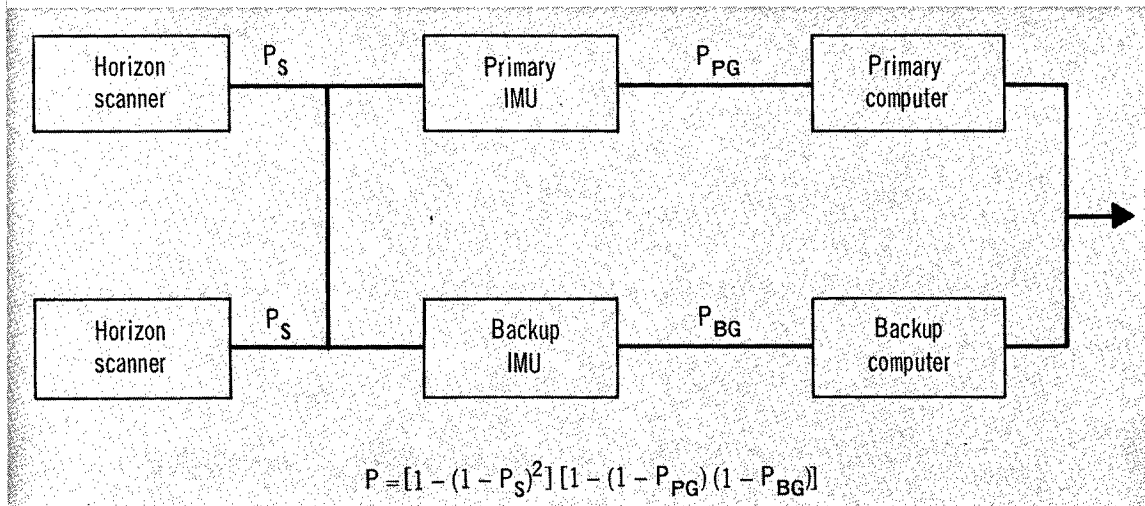 Horizon
scanner
P_S
Primary
IMU
P_PG
Primary
computer
Horizon
scanner
P_S
Backup
IMU
P_BG
Backup
computer
P = [1 – (1 – P_S)^2] [1 – (1 – P_PG) (1 – P_BG)]